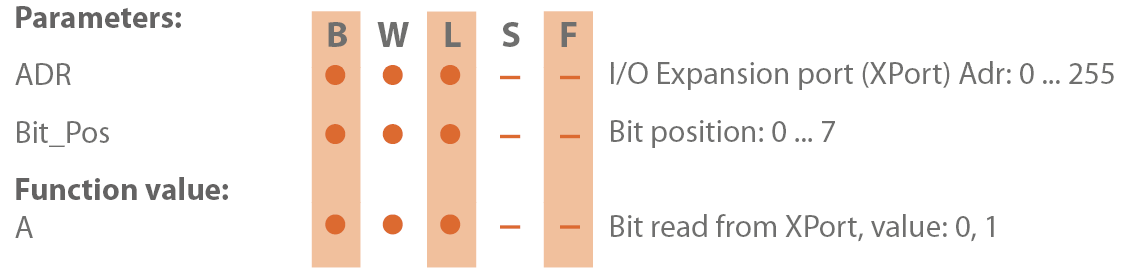 Parameters:
B W L S F
ADR ● ● ● – – I/O Expansion port (XPort) Adr: 0 ... 255
Bit_Pos ● ● ● – – Bit position: 0 ... 7
Function value:
A ● ● ● – – Bit read from XPort, value: 0, 1